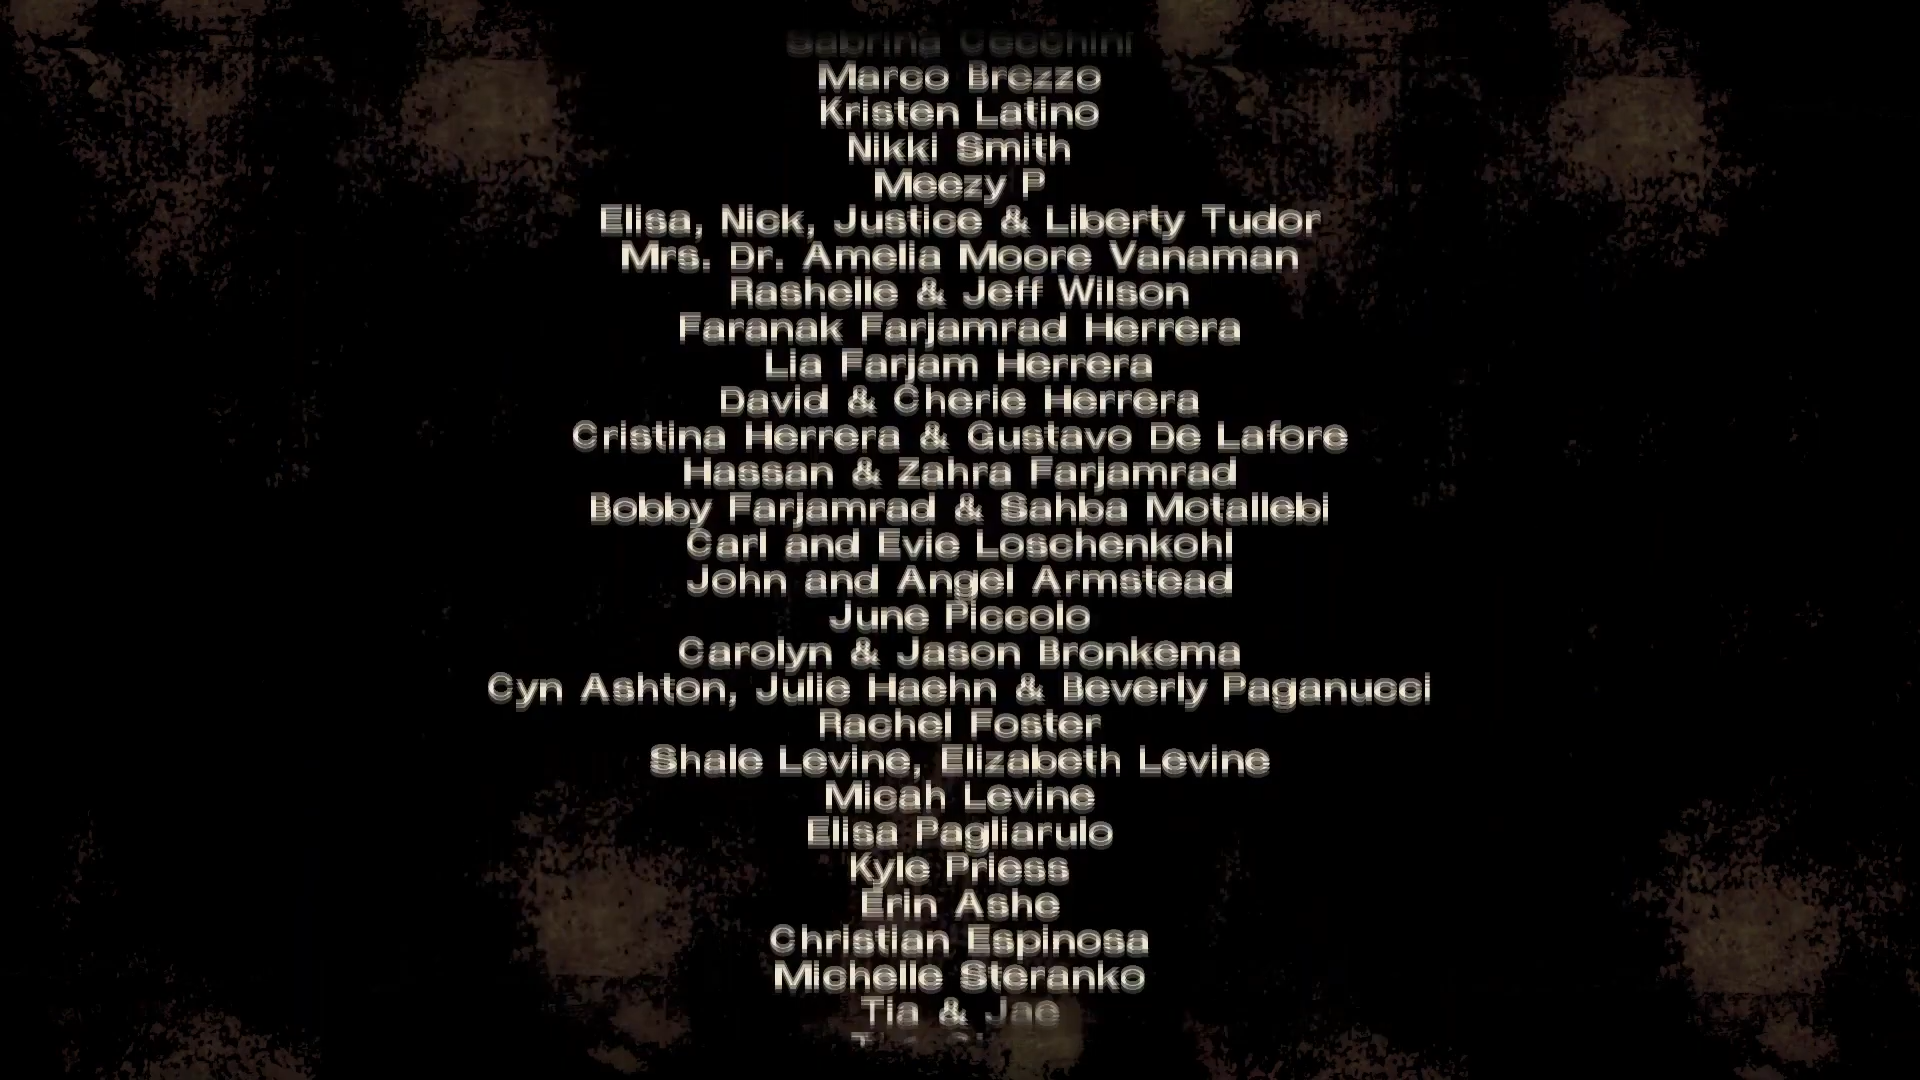 Sabrina Cecchini
Marco Brezzo
Kristen Latino
Nikki Smith
Meezy P
Elisa, Nick, Justice & Liberty Tudor
Mrs. Dr. Amelia Moore Vanaman
Rashelle & Jeff Wilson
Faranak Farjamrad Herrera
Lia Farjam Herrera
David & Cherie Herrera
Cristina Herrera & Gustavo De Lafore
Hassan & Zahra Farjamrad
Bobby Farjamrad & Sahba Motallebi
Carl and Evie Loschenkohl
John and Angel Armstead
June Piccolo
Carolyn & Jason Bronkema
Cyn Ashton, Julie Haehn & Beverly Paganucci
Rachel Foster
Shale Levine, Elizabeth Levine
Micah Levine
Elisa Pagliarulo
Kyle Priess
Erin Ashe
Christian Espinosa
Michelle Steranko
Tia & Jae